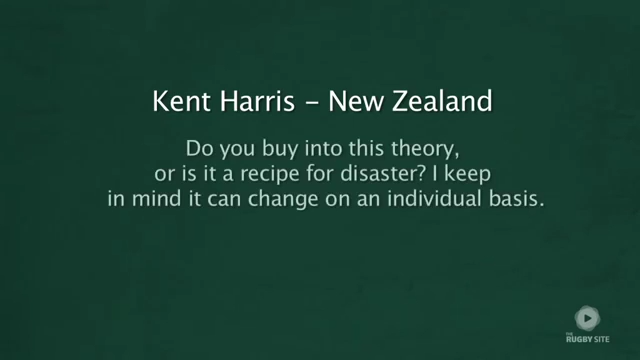 Kent Harris – New Zealand
Do you buy into this theory,
or is it a recipe for disaster? I keep
in mind it can change on an individual basis.
THE
RUGBY SITE